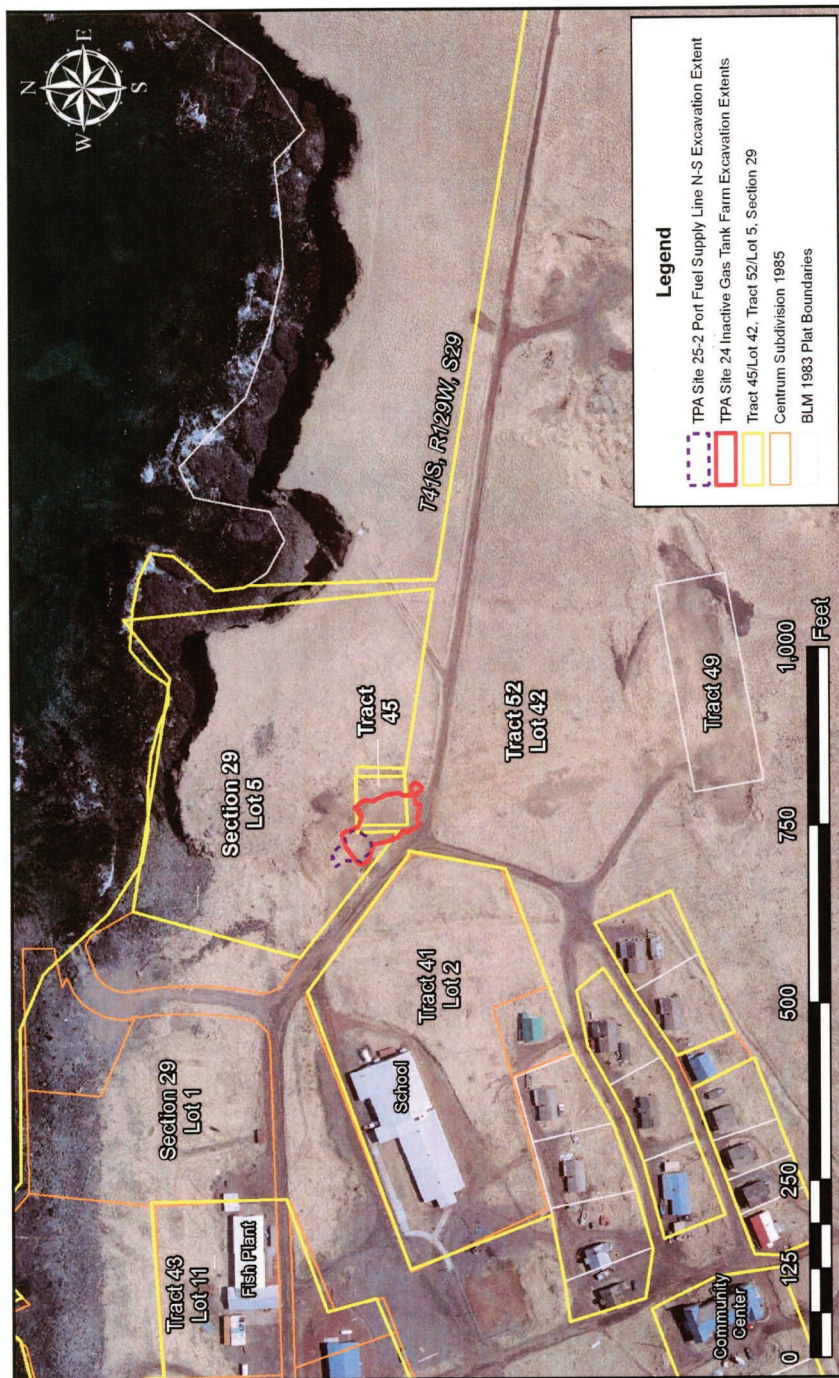 N
E
S
W
T41S, R129W, S29
Section 29
Lot 5
Tract
45
Tract 52
Lot 42
Tract 49
Section 29
Lot 1
Tract 41
Lot 2
School
Tract 43
Lot 11
Fish Plant
Community
Center
Legend
TPA Site 25-2 Port Fuel Supply Line N-S Excavation Extent
TPA Site 24 Inactive Gas Tank Farm Excavation Extents
Tract 45/Lot 42, Tract 52/Lot 5, Section 29
Centrum Subdivision 1985
BLM 1983 Plat Boundaries
0 125 250 500 750 1,000
Feet